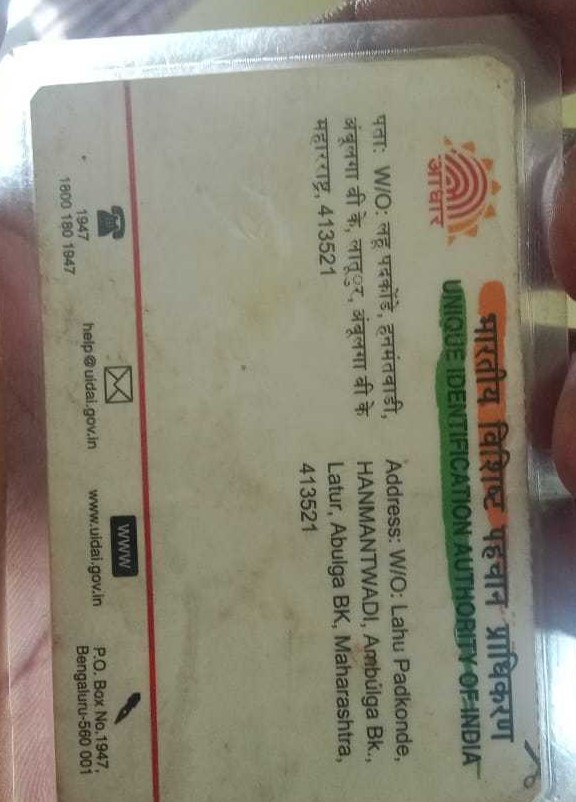 भारतीय विशिष्ट पहचान प्राधिकरण
UNIQUE IDENTIFICATION AUTHORITY OF INDIA
आधार
पता: W/O: लहू पदकोंडे, हनमंतवाडी,
अंबूलगा बी के, लातूुर, अंबूलगा बी के
महाराष्ट्र, 413521
Address: W/O: Lahu Padkonde,
HANMANTWADI, Ambulga Bk.,
Latur, Abulga BK, Maharashtra,
413521
1947
1800 180 1947
help@uidai.gov.in
www
www.uidai.gov.in
P.O. Box No.1947,
Bengaluru-560 001